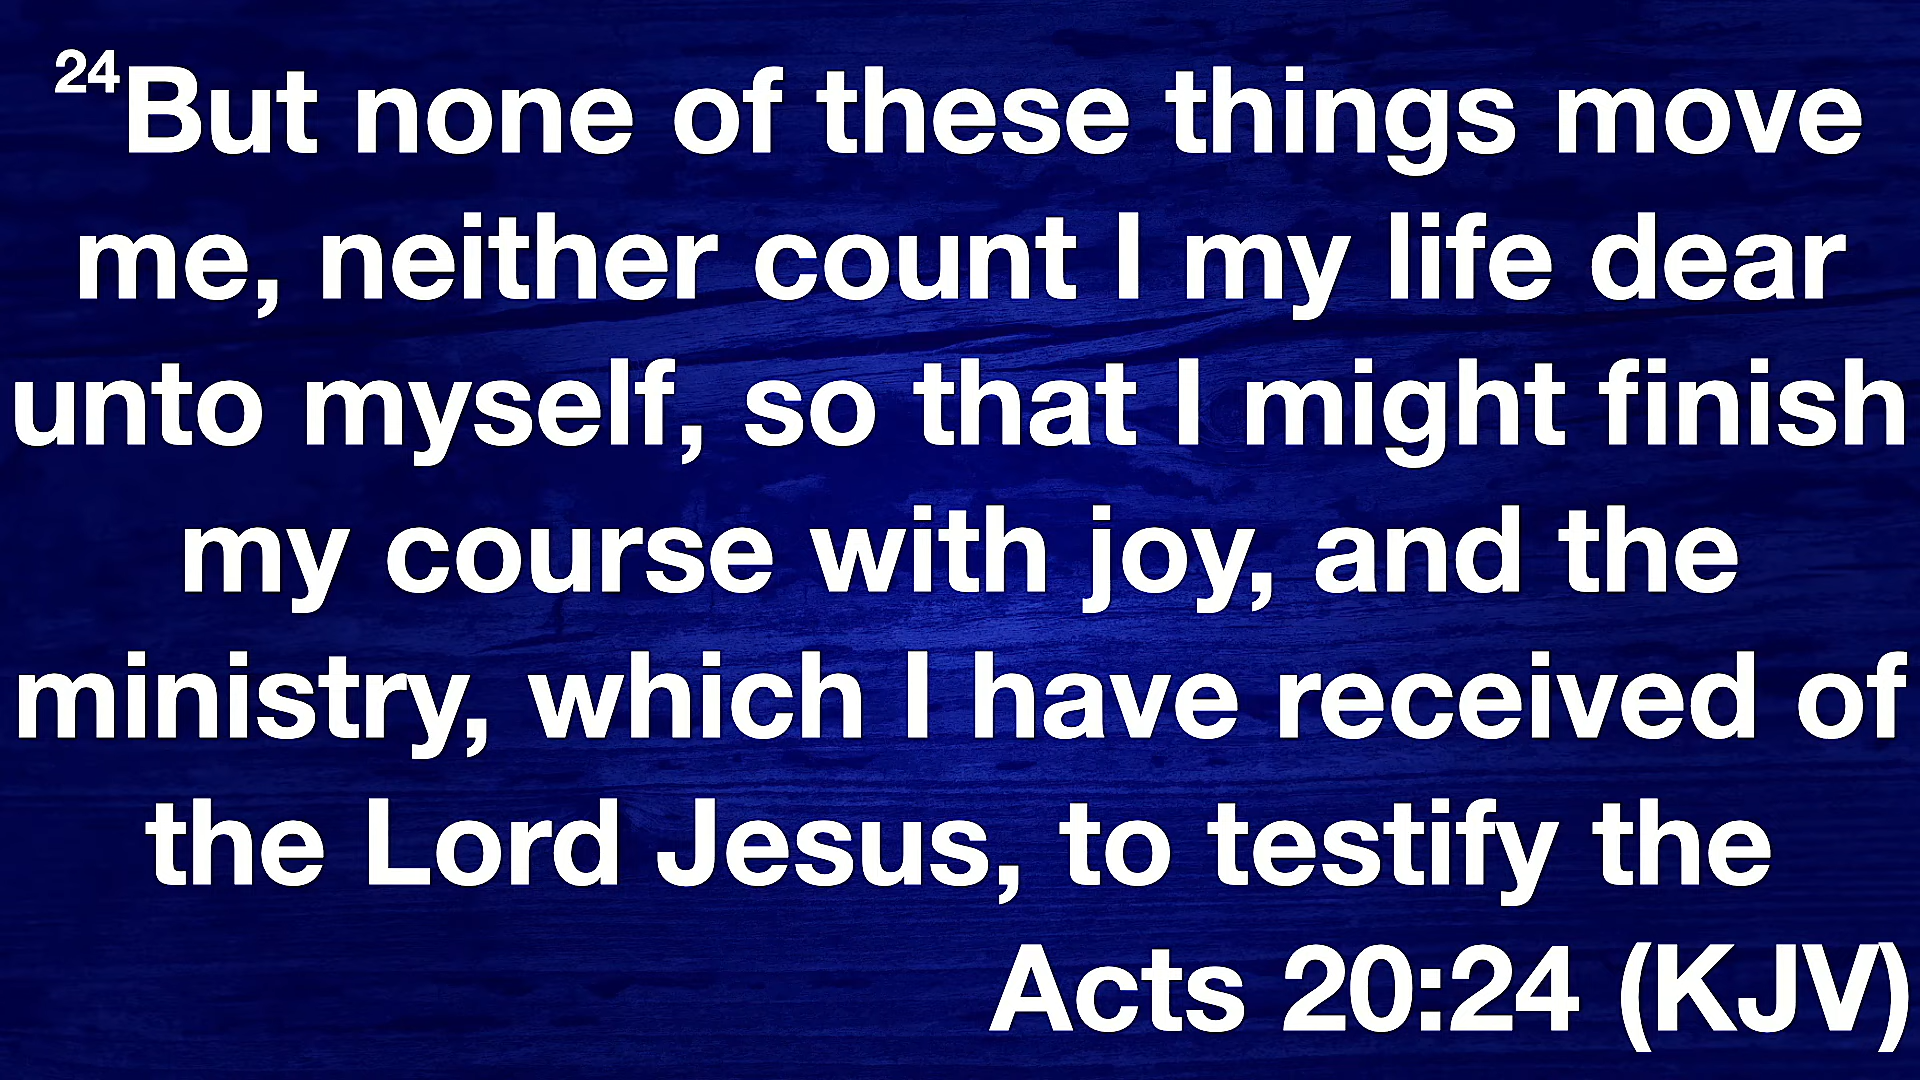 24But none of these things move
me, neither count I my life dear
unto myself, so that I might finish
my course with joy, and the
ministry, which I have received of
the Lord Jesus, to testify the
Acts 20:24 (KJV)